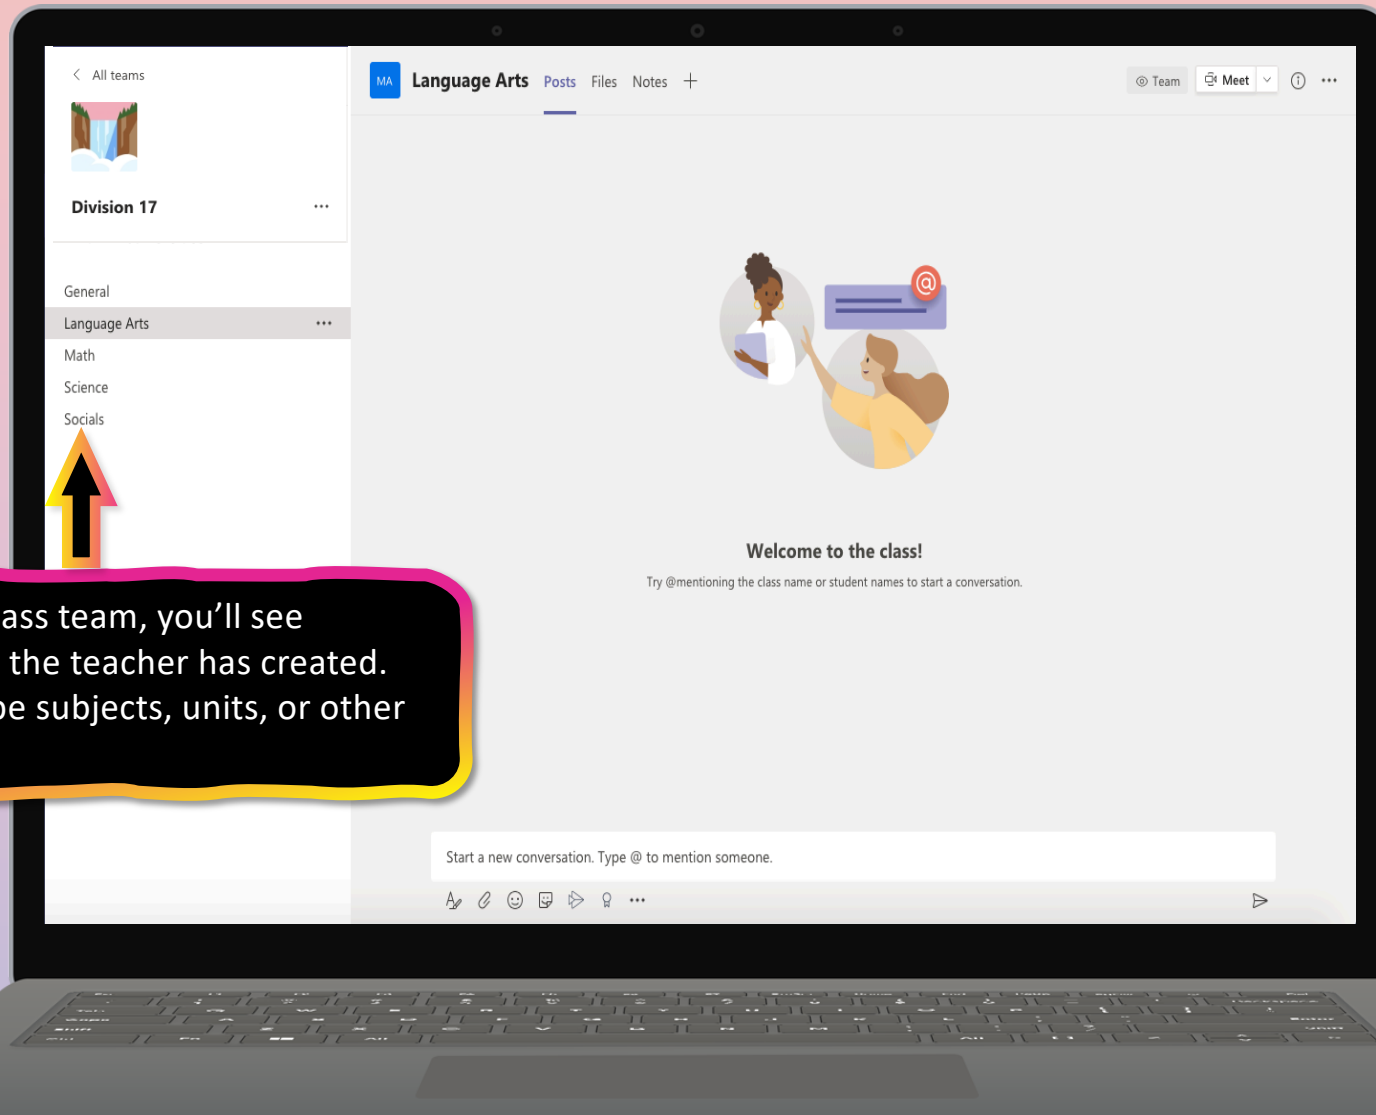 All teams
MA Language Arts Posts Files Notes
Team Meet
Division 17
General
Language Arts
Math
Science
Socials
@
Welcome to the class!
Try @mentioning the class name or student names to start a conversation.
ass team, you’ll see
the teacher has created.
be subjects, units, or other
Start a new conversation. Type @ to mention someone.